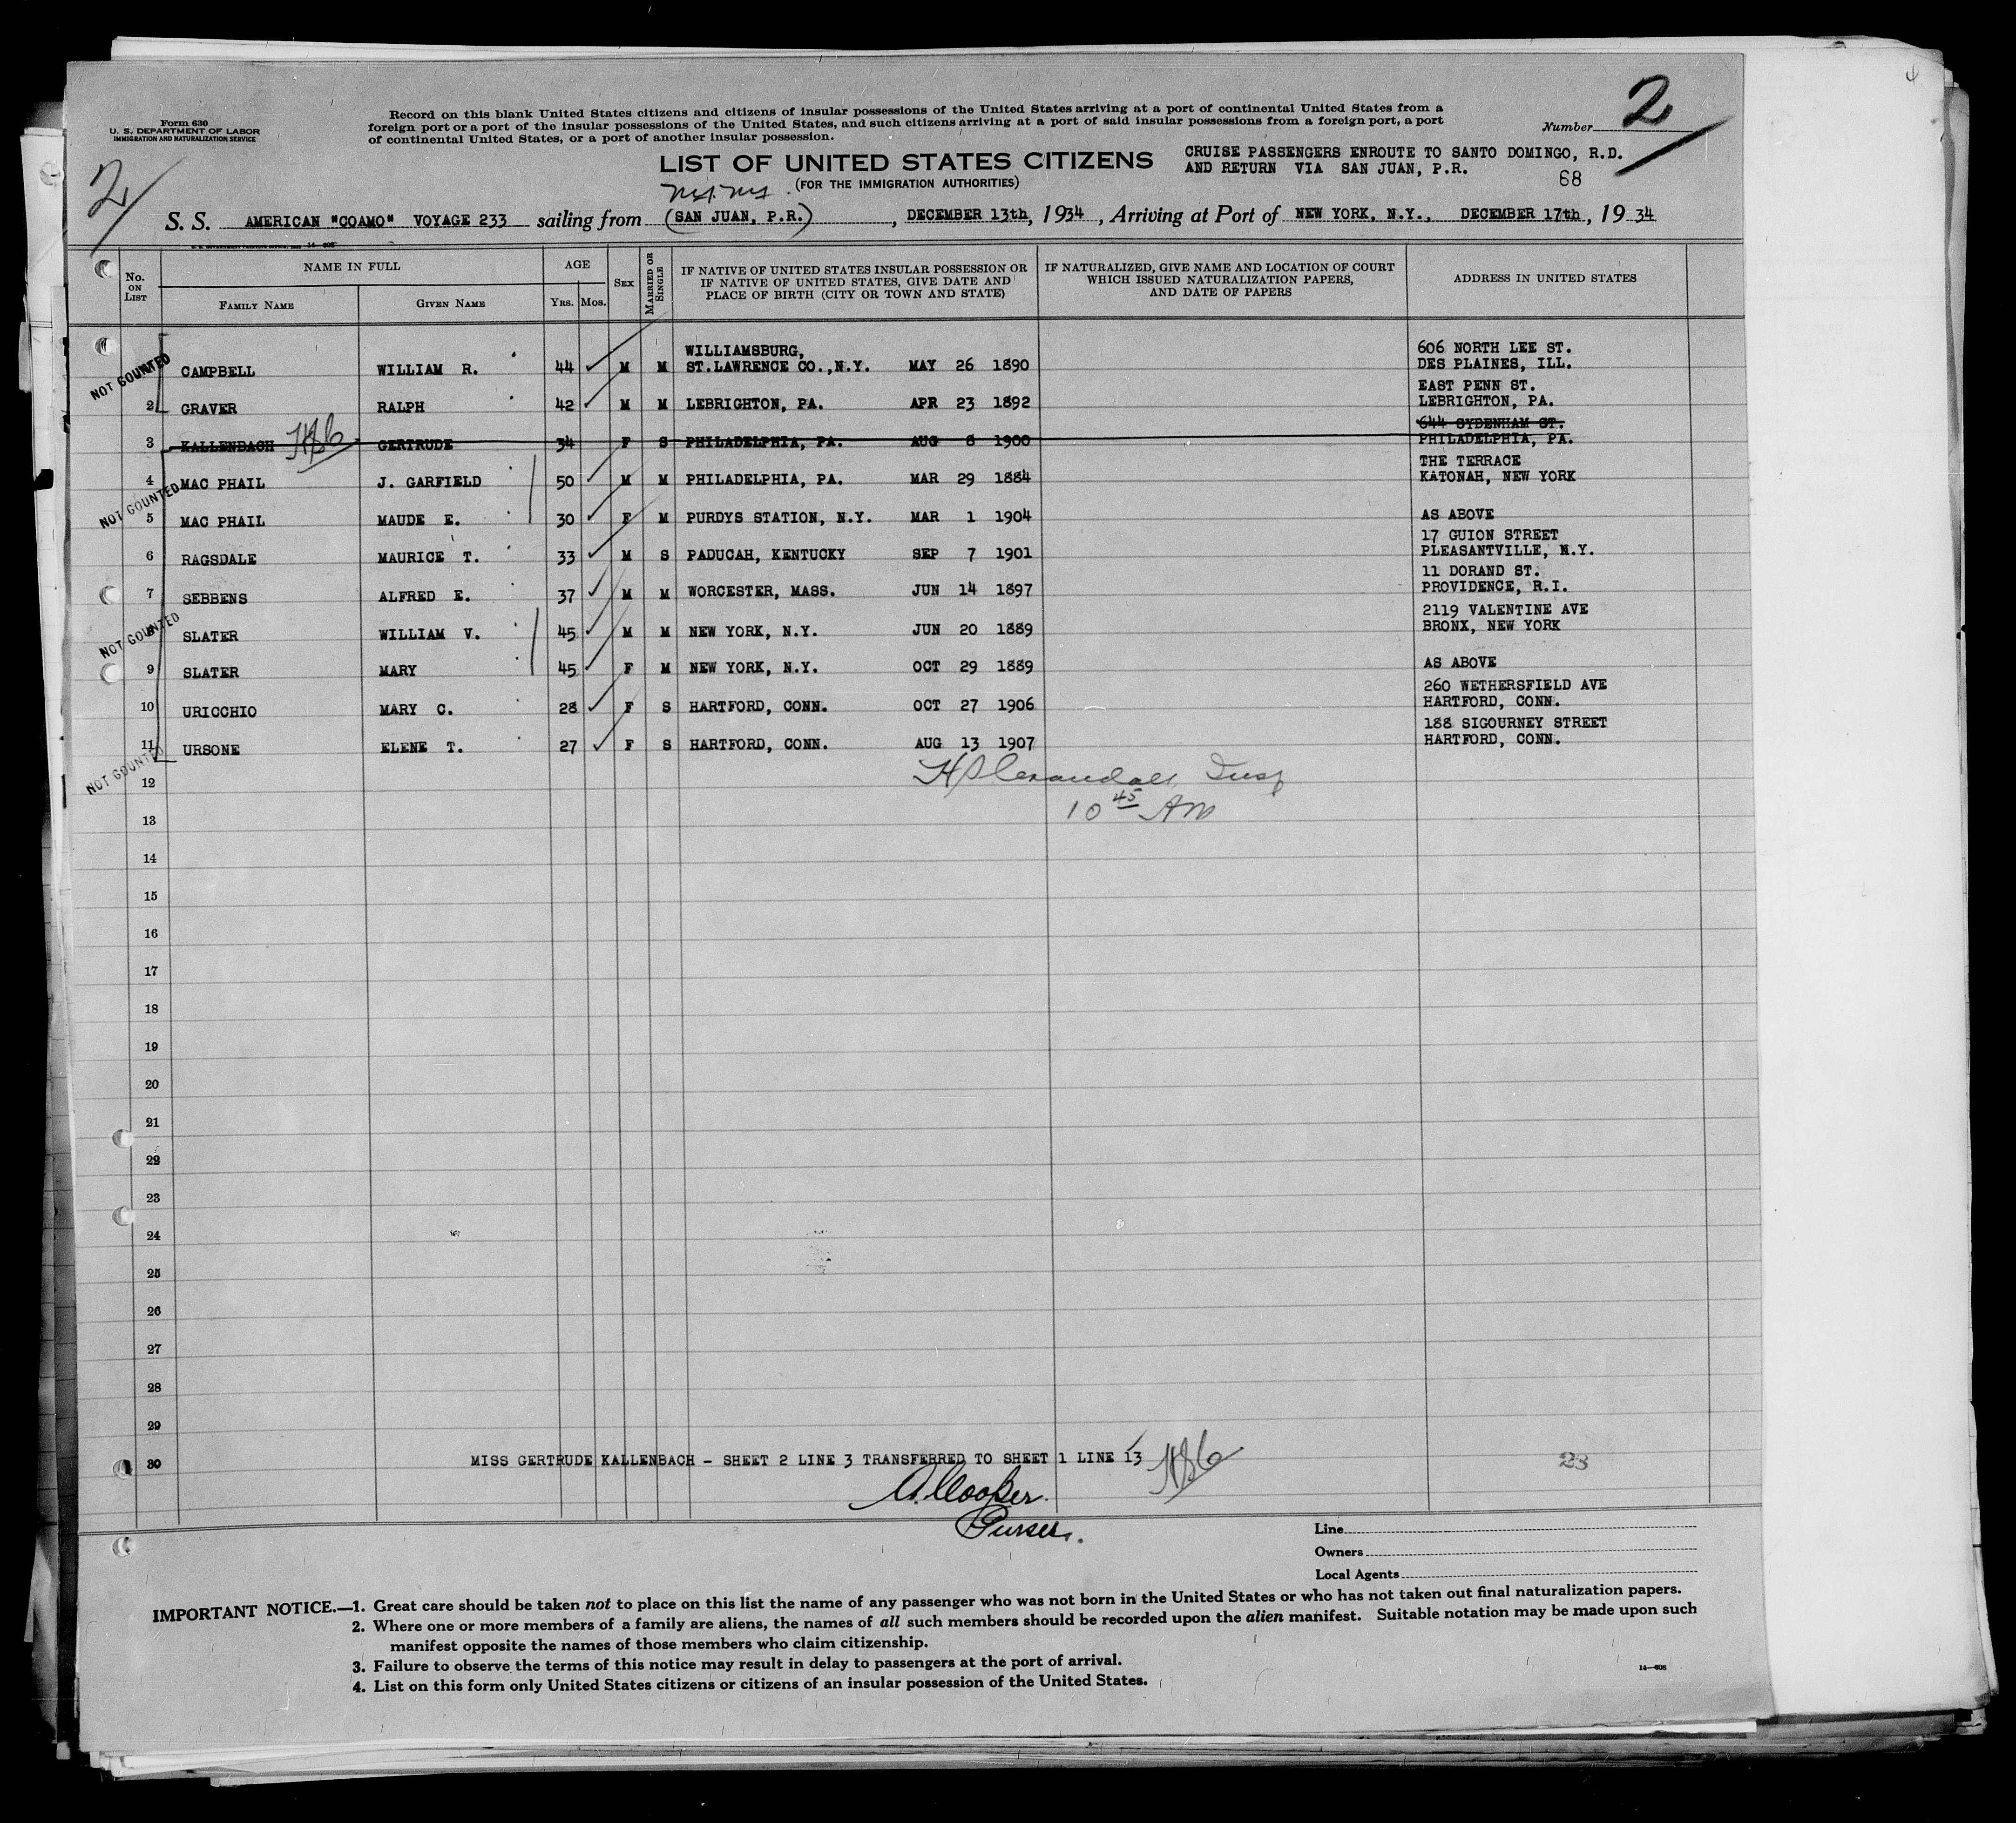 Form 630
U. S. DEPARTMENT OF LABOR
IMMIGRATION AND NATURALIZATION SERVICE
Record on this blank United States citizens and citizens of insular possessions of the United States arriving at a port of continental United States from a
foreign port or a port of the insular possessions of the United States, and such citizens arriving at a port of said insular possessions from a foreign port, a port
of continental United States, or a port of another insular possession.
Number 2
LIST OF UNITED STATES CITIZENS
(FOR THE IMMIGRATION AUTHORITIES)
CRUISE PASSENGERS ENROUTE TO SANTO DOMINGO, R.D.
AND RETURN VIA SAN JUAN, P.R.
68
2
S. S. AMERICAN "COAMO" VOYAGE 233 sailing from (SAN JUAN, P.R.), DECEMBER 13th, 1934, Arriving at Port of NEW YORK, N.Y., DECEMBER 17th, 19 34
No. ON LIST
NAME IN FULL
FAMILY NAME
GIVEN NAME
AGE
YRS. MOS.
SEX
MARRIED OR SINGLE
IF NATIVE OF UNITED STATES INSULAR POSSESSION OR
IF NATIVE OF UNITED STATES, GIVE DATE AND
PLACE OF BIRTH (CITY OR TOWN AND STATE)
IF NATURALIZED, GIVE NAME AND LOCATION OF COURT
WHICH ISSUED NATURALIZATION PAPERS,
AND DATE OF PAPERS
ADDRESS IN UNITED STATES
NOT COUNTED
WILLIAMSBURG,
606 NORTH LEE ST.
CAMPBELL WILLIAM R. 44 M M ST.LAWRENCE CO.,N.Y. MAY 26 1890 DES PLAINES, ILL.
EAST PENN ST.
2 GRAVER RALPH 42 M M LEBRIGHTON, PA. APR 23 1892 LEBRIGHTON, PA.
644 SYDENHAM ST.
3 KALLENBACH GERTRUDE 34 F S PHILADELPHIA, PA. AUG 6 1900 PHILADELPHIA, PA.
THE TERRACE
4 MAC PHAIL J. GARFIELD 50 M M PHILADELPHIA, PA. MAR 29 1884 KATONAH, NEW YORK
NOT COUNTED
5 MAC PHAIL MAUDE E. 30 F M PURDYS STATION, N.Y. MAR 1 1904 AS ABOVE
17 GUION STREET
6 RAGSDALE MAURICE T. 33 M S PADUCAH, KENTUCKY SEP 7 1901 PLEASANTVILLE, N.Y.
11 DORAND ST.
7 SEBBENS ALFRED E. 37 M M WORCESTER, MASS. JUN 14 1897 PROVIDENCE, R.I.
2119 VALENTINE AVE
NOT COUNTED
8 SLATER WILLIAM V. 45 M M NEW YORK, N.Y. JUN 20 1889 BRONX, NEW YORK
9 SLATER MARY 45 F M NEW YORK, N.Y. OCT 29 1889 AS ABOVE
260 WETHERSFIELD AVE
10 URICCHIO MARY C. 28 F S HARTFORD, CONN. OCT 27 1906 HARTFORD, CONN.
188 SIGOURNEY STREET
11 URSONE ELENE T. 27 F S HARTFORD, CONN. AUG 13 1907 HARTFORD, CONN.
NOT COUNTED
12
10 45 AM
13
14
15
16
17
18
19
20
21
22
23
24
25
26
27
28
29
30 MISS GERTRUDE KALLENBACH - SHEET 2 LINE 3 TRANSFERRED TO SHEET 1 LINE 13
23
A. Cooper
Purser.
Line
Owners
Local Agents
IMPORTANT NOTICE.—1. Great care should be taken not to place on this list the name of any passenger who was not born in the United States or who has not taken out final naturalization papers.
2. Where one or more members of a family are aliens, the names of all such members should be recorded upon the alien manifest. Suitable notation may be made upon such
manifest opposite the names of those members who claim citizenship.
3. Failure to observe the terms of this notice may result in delay to passengers at the port of arrival.
4. List on this form only United States citizens or citizens of an insular possession of the United States.
14—608